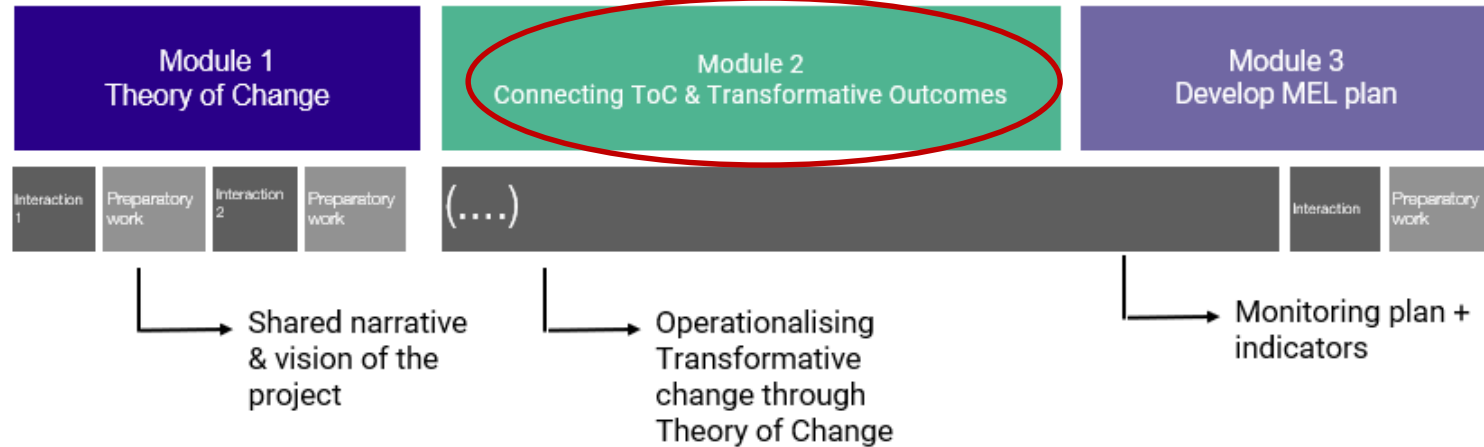 Module 1
Theory of Change
Module 2
Connecting ToC & Transformative Outcomes
Module 3
Develop MEL plan
Interaction
1
Preparatory
work
Interaction
2
Preparatory
work
(....)
Interaction
Preparatory
work
Shared narrative
& vision of the
project
Operationalising
Transformative
change through
Theory of Change
Monitoring plan +
indicators